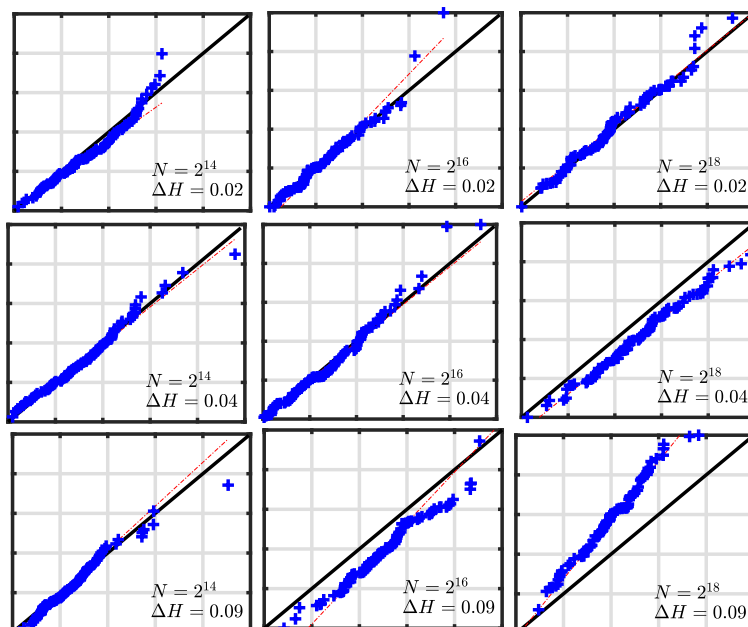 N = 2^14
ΔH = 0.02
N = 2^16
ΔH = 0.02
N = 2^18
ΔH = 0.02
N = 2^14
ΔH = 0.04
N = 2^16
ΔH = 0.04
N = 2^18
ΔH = 0.04
N = 2^14
ΔH = 0.09
N = 2^16
ΔH = 0.09
N = 2^18
ΔH = 0.09